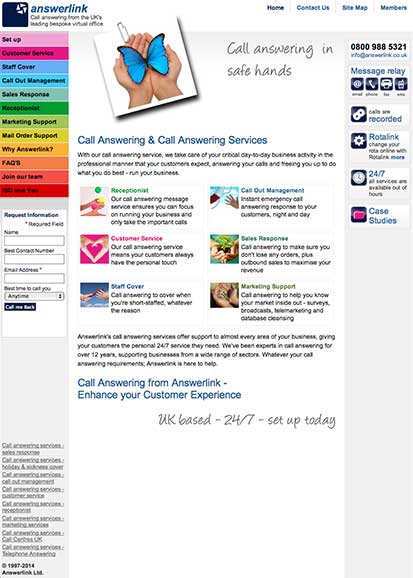 answerlink
Call answering from the UK's
leading bespoke virtual office
Home
Contact Us
Site Map
Members
Set up
Customer Service
Staff Cover
Call Out Management
Sales Response
Receptionist
Marketing Support
Mail Order Support
Why Answerlink?
FAQ'S
Join our team
ISO and You
Request Information
* Required Field
Name
Best Contact Number
Email Address *
Best time to call you
Anytime
Call me Back
Call answering in
safe hands
Call Answering & Call Answering Services
With our call answering service, we take care of your critical day-to-day business activity in the
professional manner that your customers expect, answering your calls and freeing you up to do
what you do best - run your business.
Receptionist
Our call answering message
service ensures you can focus
on running your business and
only take the important calls
Call Out Management
Instant emergency call
answering response to your
customers, night and day
Customer Service
Our call answering service
means your customers always
have the personal touch
Sales Response
Call answering to make sure you
don't lose any orders, plus
outbound sales to maximise your
revenue
Staff Cover
Call answering to cover when
you're short-staffed, whatever
the reason
Marketing Support
Call answering to help you know
your market inside out - surveys,
broadcasts, telemarketing and
database cleansing
Answerlink's call answering services offer support to almost every area of your business, giving
your customers the personal 24/7 service they need. We've been experts in call answering for
over 12 years, supporting businesses from a wide range of sectors. Whatever your call
answering requirements; Answerlink is here to help.
Call Answering from Answerlink -
Enhance your Customer Experience
UK based - 24/7 - set up today
0800 988 5321
info@answerlink.co.uk
Message relay
email
phone
fax
sms
calls are
recorded
Rotalink
change your
rota online with
Rotalink more
24/7
all services are
available out of
hours
Case
Studies
Call answering services -
sales response
Call answering services -
holiday & sickness cover
Call answering services -
call out management
Call answering services -
customer service
Call answering services -
receptionist
Call answering services -
marketing services
Call answering services -
Call Centres UK
Call answering services -
Telephone Answering
© 1997-2014
Answerlink Ltd.